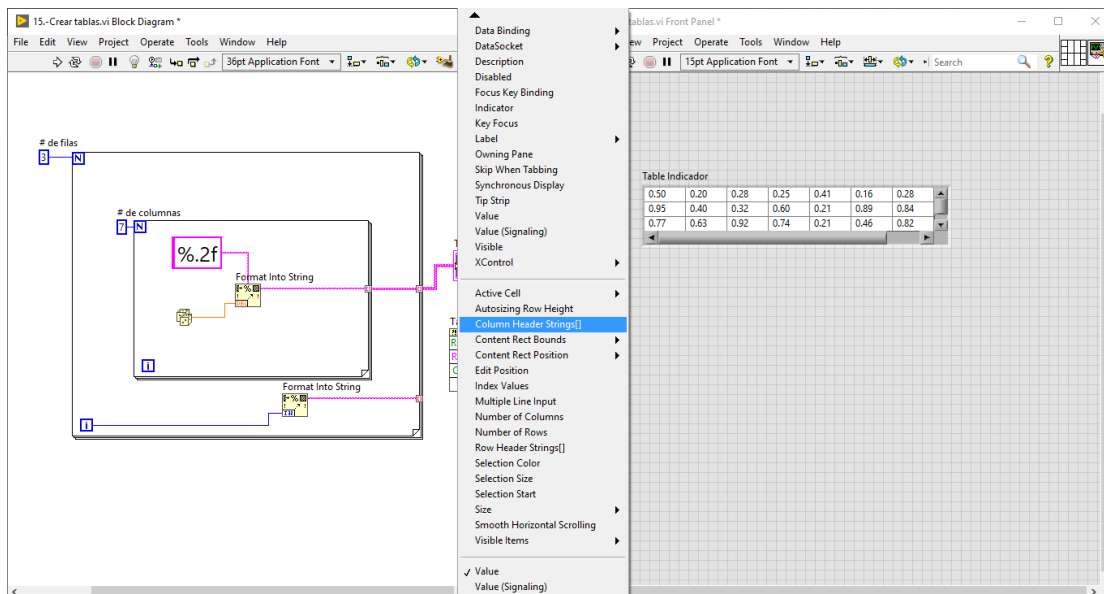 15.-Crear tablas.vi Block Diagram *
File Edit View Project Operate Tools Window Help
36pt Application Font
# de filas
3
N
# de columnas
7
N
%.2f
Format Into String
i
Format Into String
i
Data Binding
DataSocket
Description
Disabled
Focus Key Binding
Indicator
Key Focus
Label
Owning Pane
Skip When Tabbing
Synchronous Display
Tip Strip
Value
Value (Signaling)
Visible
XControl
Active Cell
Autosizing Row Height
Column Header Strings[]
Content Rect Bounds
Content Rect Position
Edit Position
Index Values
Multiple Line Input
Number of Columns
Number of Rows
Row Header Strings[]
Selection Color
Selection Size
Selection Start
Size
Smooth Horizontal Scrolling
Visible Items
Value
Value (Signaling)
tablas.vi Front Panel *
Project Operate Tools Window Help
15pt Application Font
Search
Table Indicador
0.50 0.20 0.28 0.25 0.41 0.16 0.28
0.95 0.40 0.32 0.60 0.21 0.89 0.84
0.77 0.63 0.92 0.74 0.21 0.46 0.82